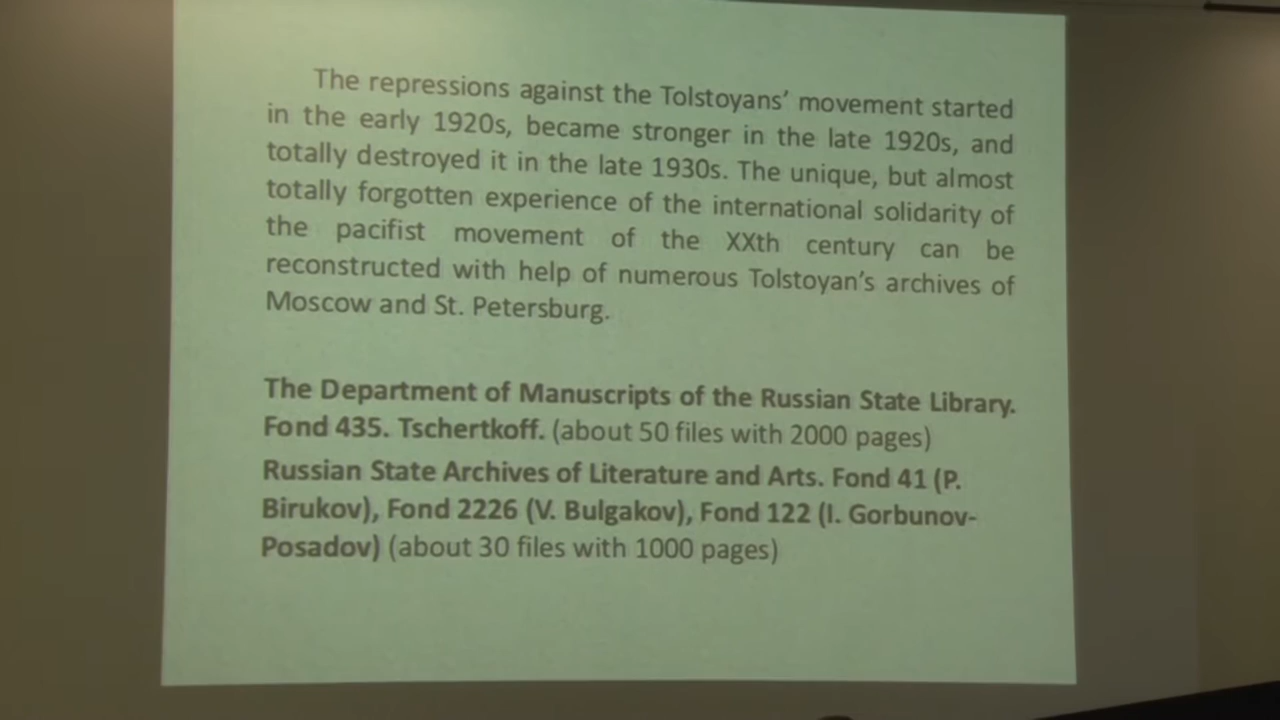 The repressions against the Tolstoyans’ movement started
in the early 1920s, became stronger in the late 1920s, and
totally destroyed it in the late 1930s. The unique, but almost
totally forgotten experience of the international solidarity of
the pacifist movement of the XXth century can be
reconstructed with help of numerous Tolstoyan’s archives of
Moscow and St. Petersburg.
The Department of Manuscripts of the Russian State Library.
Fond 435. Tschertkoff. (about 50 files with 2000 pages)
Russian State Archives of Literature and Arts. Fond 41 (P.
Birukov), Fond 2226 (V. Bulgakov), Fond 122 (I. Gorbunov-
Posadov) (about 30 files with 1000 pages)